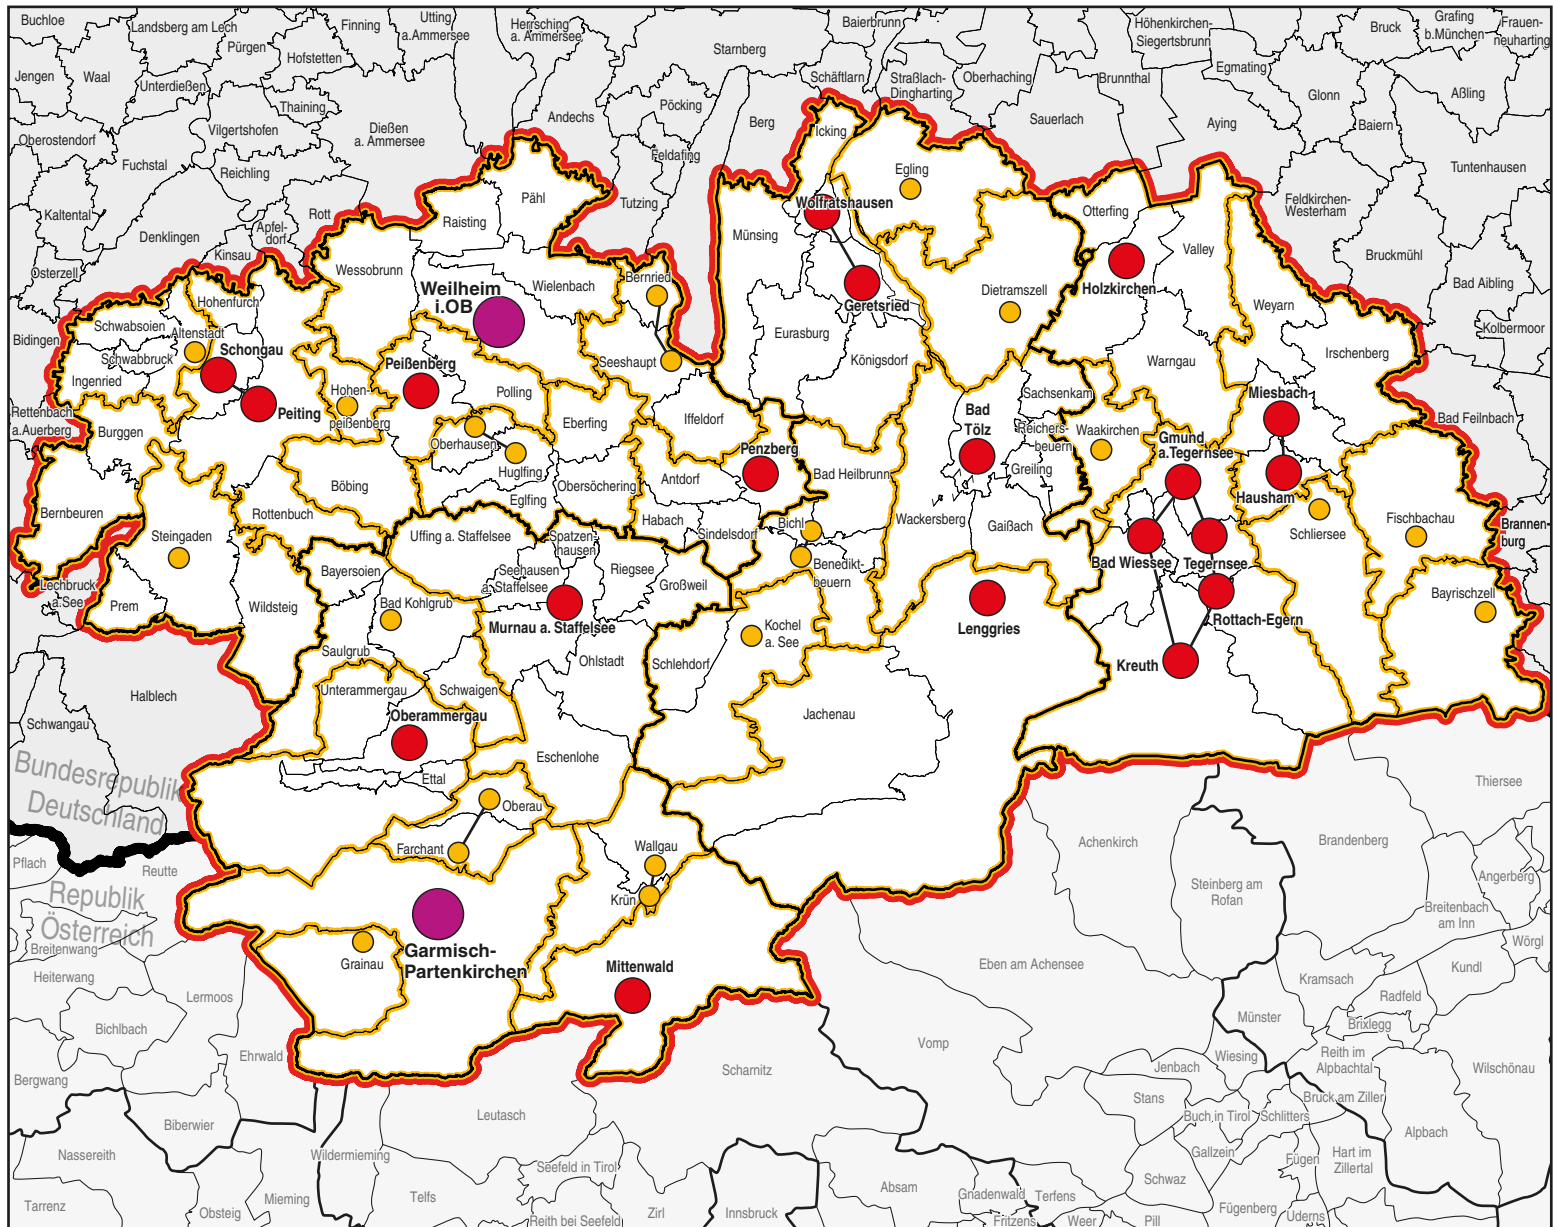 Buchloe
Landsberg am Lech
Finning
Utting
a.Ammersee
Herrsching
a. Ammersee
Baierbrunn
Höhenkirchen-
Siegertsbrunn
Bruck
Grafing
b.München
Frauen-
neuharting
Jengen
Waal
Pürgen
Hofstetten
Unterdießen
Starnberg
Schäftlarn
Straßlach-
Dingharting
Oberhaching
Brunnthal
Egmating
Glonn
Aßling
Thaining
Pöcking
Oberostendorf
Vilgertshofen
Dießen
a. Ammersee
Andechs
Berg
Icking
Sauerlach
Aying
Baiern
Fuchstal
Reichling
Feldafing
Egling
Tuntenhausen
Kaltental
Rott
Pähl
Tutzing
Wolfratshausen
Otterfing
Feldkirchen-
Westerham
Denklingen
Apfel-
dorf
Raisting
Münsing
Valley
Kinsau
Bruckmühl
Osterzell
Wessobrunn
Bernried
Wielenbach
Weilheim
i.OB
Dietramszell
Holzkirchen
Bad Aibling
Hohenfurch
Geretsried
Weyarn
Schwabsoien
Altenstadt
Eurasburg
Kolbermoor
Bidingen
Schwabbruck
Schongau
Peißenberg
Seeshaupt
Königsdorf
Warngau
Irschenberg
Ingenried
Polling
Hohen-
peißenberg
Sachsenkam
Miesbach
Rettenbach
a.Auerberg
Peiting
Iffeldorf
Eberfing
Bad
Tölz
Reichers-
beuern
Waakirchen
Gmund
a.Tegernsee
Bad Feilnbach
Burggen
Oberhausen
Huglfing
Penzberg
Bad Heilbrunn
Greiling
Böbing
Obersöchering
Antdorf
Hausham
Eglfing
Bernbeuren
Rottenbuch
Habach
Sindelsdorf
Bichl
Wackersberg
Gaißach
Schliersee
Fischbachau
Brannen-
burg
Steingaden
Uffing a. Staffelsee
Spatzen-
hausen
Seehausen
a.Staffelsee
Riegsee
Großweil
Benedikt-
beuern
Bad Wiessee
Tegernsee
Bayersoien
Lechbruck
a.See
Prem
Wildsteig
Bad Kohlgrub
Murnau a. Staffelsee
Kochel
a. See
Lenggries
Rottach-Egern
Bayrischzell
Saulgrub
Ohlstadt
Schlehdorf
Kreuth
Halblech
Unterammergau
Schwaigen
Schwangau
Oberammergau
Jachenau
Eschenlohe
Ettal
Bundesrepublik
Deutschland
Oberau
Thiersee
Farchant
Wallgau
Achenkirch
Brandenberg
Pflach
Reutte
Krün
Steinberg am
Rofan
Angerberg
Republik
Österreich
Breitenbach
am Inn
Breitenwang
Grainau
Garmisch-
Partenkirchen
Mittenwald
Eben am Achensee
Wörgl
Heiterwang
Kramsach
Kundl
Lermoos
Radfeld
Bichlbach
Münster
Brixlegg
Ehrwald
Vomp
Wiesing
Reith im
Alpbachtal
Bergwang
Scharnitz
Jenbach
Wilschönau
Stans
Bruck am Ziller
Leutasch
Buch in Tirol
Schlitters
Biberwier
Alpbach
Nassereith
Wildermieming
Seefeld in Tirol
Gallzein
Fügen
Hart im
Zillertal
Schwaz
Absam
Gnadenwald
Terfens
Mieming
Telfs
Tarrenz
Obsteig
Reith bei Seefeld
Zirl
Innsbruck
Fritzens
Weer
Pill
Fügenberg
Uderns